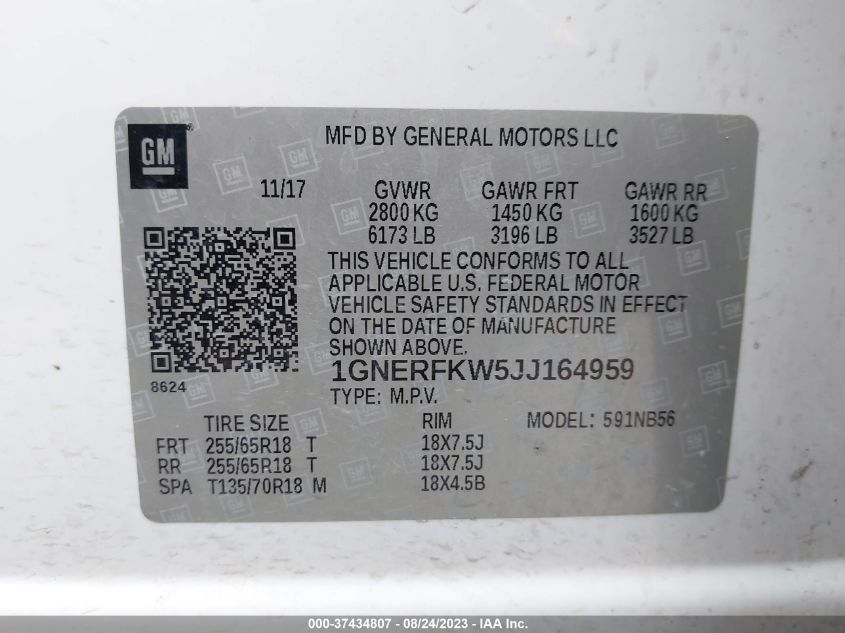 GM
MFD BY GENERAL MOTORS LLC
11/17 GVWR GAWR FRT GAWR RR
2800 KG 1450 KG 1600 KG
6173 LB 3196 LB 3527 LB
THIS VEHICLE CONFORMS TO ALL
APPLICABLE U.S. FEDERAL MOTOR
VEHICLE SAFETY STANDARDS IN EFFECT
ON THE DATE OF MANUFACTURE
SHOWN ABOVE.
8624
1GNERFKW5JJ164959
TYPE: M.P.V.
TIRE SIZE RIM MODEL: 591NB56
FRT 255/65R18 T 18X7.5J
RR 255/65R18 T 18X7.5J
SPA T135/70R18 M 18X4.5B
000-37434807 - 08/24/2023 - IAA Inc.